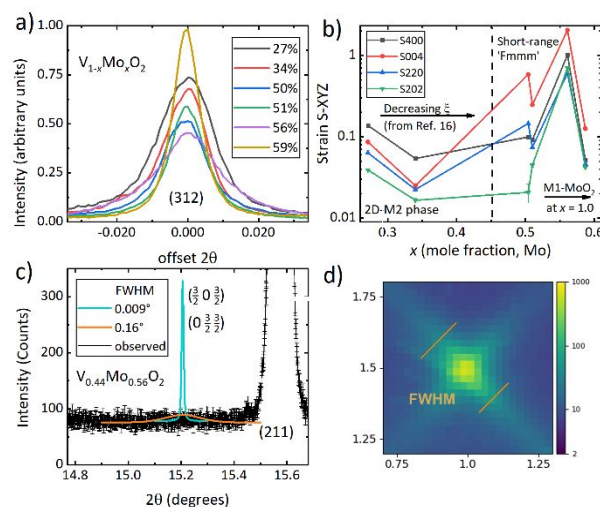 a)
V1-xMoxO2
27%
34%
50%
51%
56%
59%
(312)
Intensity (arbitrary units)
1.00
0.75
0.50
0.25
0.00
-0.020
0.000
0.020
offset 2θ
b)
S400
S004
S220
S202
Short-range
'Fmmm'
Decreasing ξ
(from Ref. 16)
2D-M2 phase
M1-MoO2
at x = 1.0
Strain S-XYZ
1
0.1
0.01
0.3
0.4
0.5
0.6
x (mole fraction, Mo)
c)
FWHM
0.009°
0.16°
observed
(3/2 0 3/2)
(0 3/2 3/2)
V0.44Mo0.56O2
(211)
Intensity (Counts)
300
200
100
0
14.8
15.0
15.2
15.4
15.6
2θ (degrees)
d)
FWHM
1.8
1.5
1.2
0.75
1.0
1.25
1000
100
10
2